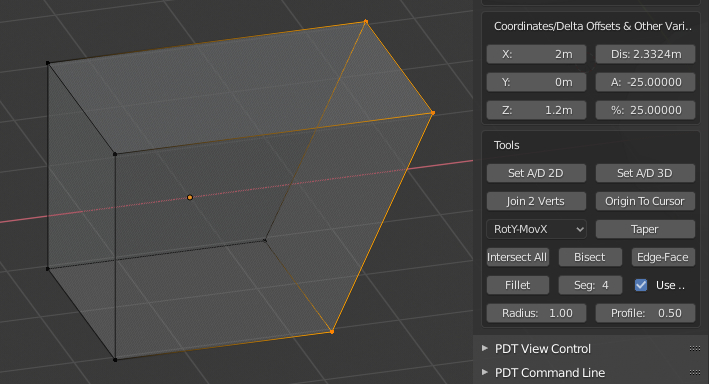 Coordinates/Delta Offsets & Other Vari..
X: 2m Dis: 2.3324m
Y: 0m A: -25.00000
Z: 1.2m %: 25.00000
Tools
Set A/D 2D Set A/D 3D
Join 2 Verts Origin To Cursor
RotY-MovX Taper
Intersect All Bisect Edge-Face
Fillet Seg: 4 Use ..
Radius: 1.00 Profile: 0.50
PDT View Control
PDT Command Line